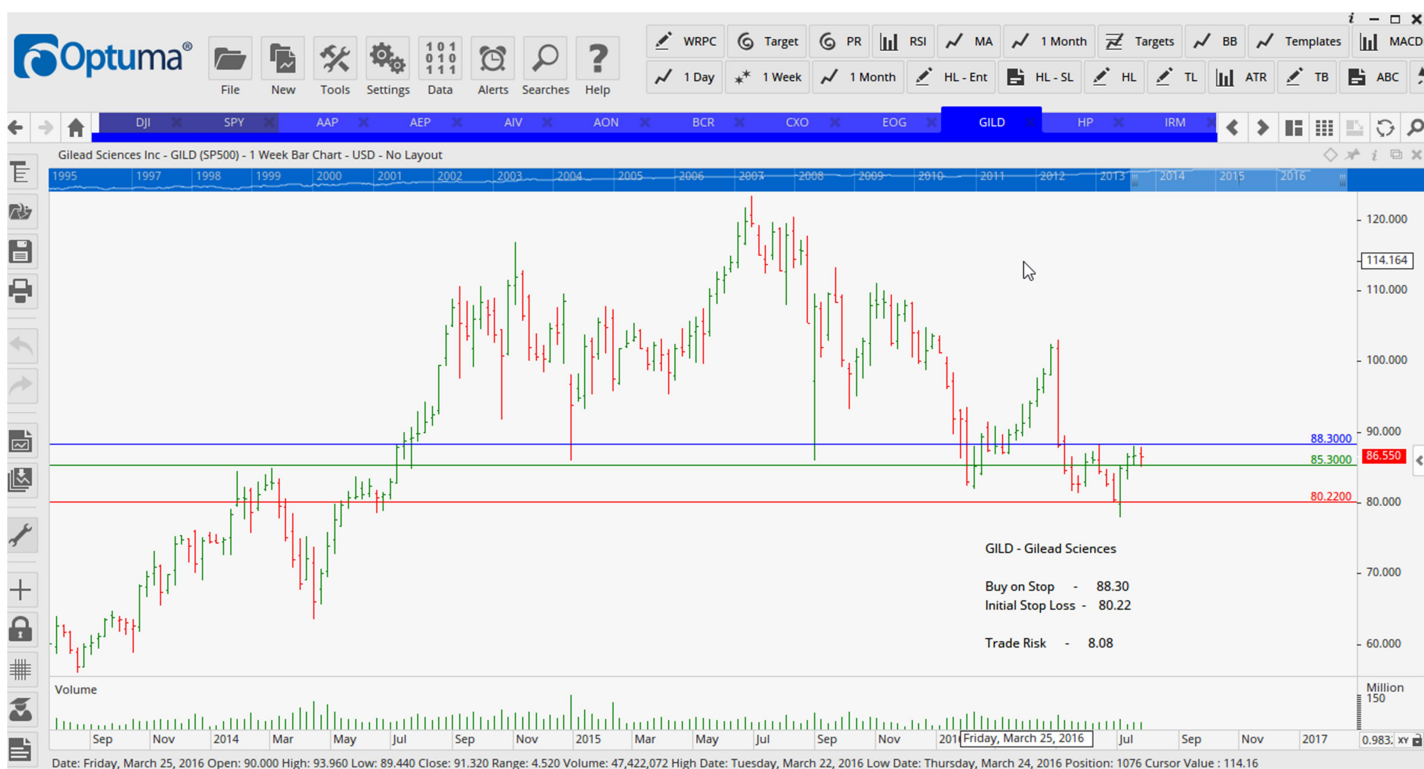 Optuma®
File New Tools Settings Data Alerts Searches Help
WRPC Target PR RSI MA 1 Month Targets BB Templates MACD
1 Day 1 Week 1 Month HL - Ent HL - SL HL TL ATR TB ABC
DJI SPY AAP AEP AIV AON BCR CXO EOG GILD HP IRM
Gilead Sciences Inc - GILD (SP500) - 1 Week Bar Chart - USD - No Layout
1995 1997 1998 1999 2000 2001 2002 2003 2004 2005 2006 2007 2008 2009 2010 2011 2012 2013 2014 2015 2016
120.000
114.164
110.000
100.000
90.000
88.3000
86.550
85.3000
80.2200
80.000
GILD - Gilead Sciences
70.000
Buy on Stop - 88.30
Initial Stop Loss - 80.22
Trade Risk - 8.08
60.000
Volume
Million
150
Sep Nov 2014 Mar May Jul Sep Nov 2015 Mar May Jul Sep Nov Friday, March 25, 2016 Jul Sep Nov 2017 XY
Date: Friday, March 25, 2016 Open: 90.000 High: 93.960 Low: 89.440 Close: 91.320 Range: 4.520 Volume: 47,422,072 High Date: Tuesday, March 22, 2016 Low Date: Thursday, March 24, 2016 Position: 1076 Cursor Value : 114.16